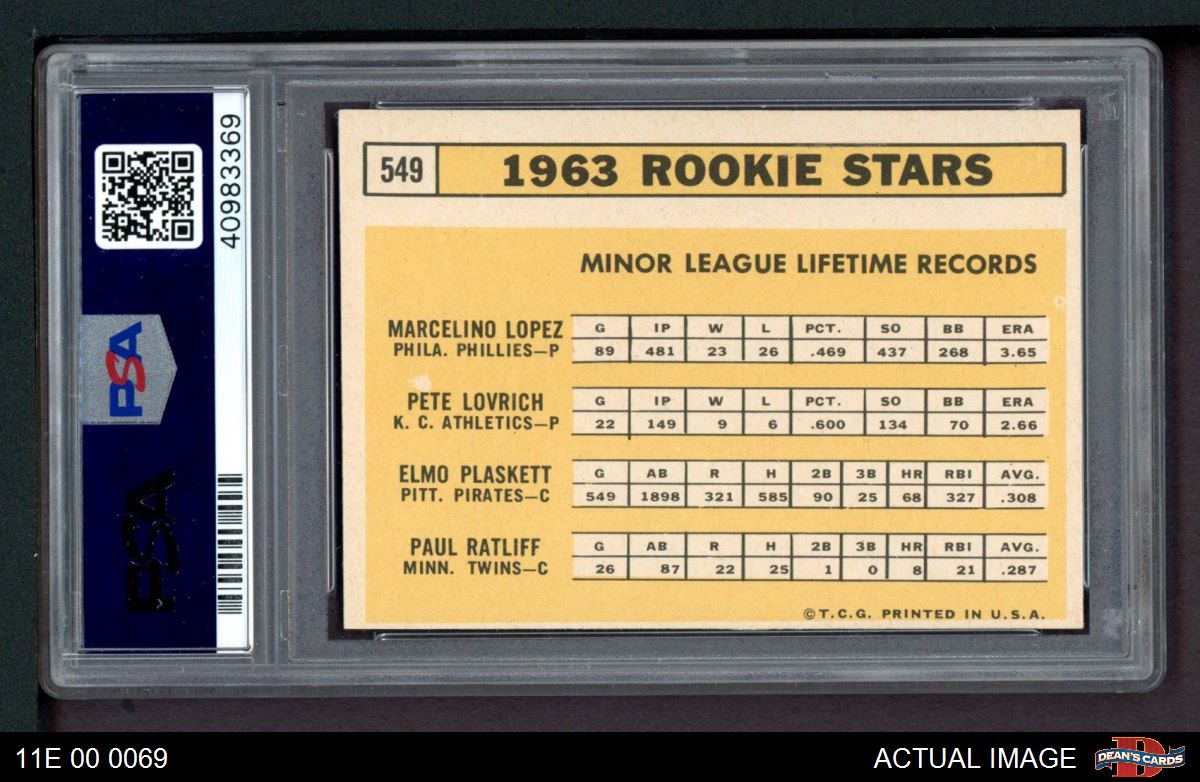 40983369
PSA
PSA
549 1963 ROOKIE STARS
MINOR LEAGUE LIFETIME RECORDS
MARCELINO LOPEZ G IP W L PCT. SO BB ERA
PHILA. PHILLIES—P 89 481 23 26 .469 437 268 3.65
PETE LOVRICH G IP W L PCT. SO BB ERA
K. C. ATHLETICS—P 22 149 9 6 .600 134 70 2.66
ELMO PLASKETT G AB R H 2B 3B HR RBI AVG.
PITT. PIRATES—C 549 1898 321 585 90 25 68 327 .308
PAUL RATLIFF G AB R H 2B 3B HR RBI AVG.
MINN. TWINS—C 26 87 22 25 1 0 8 21 .287
©T.C.G. PRINTED IN U.S.A.
11E 00 0069 ACTUAL IMAGE D DEAN'S CARDS